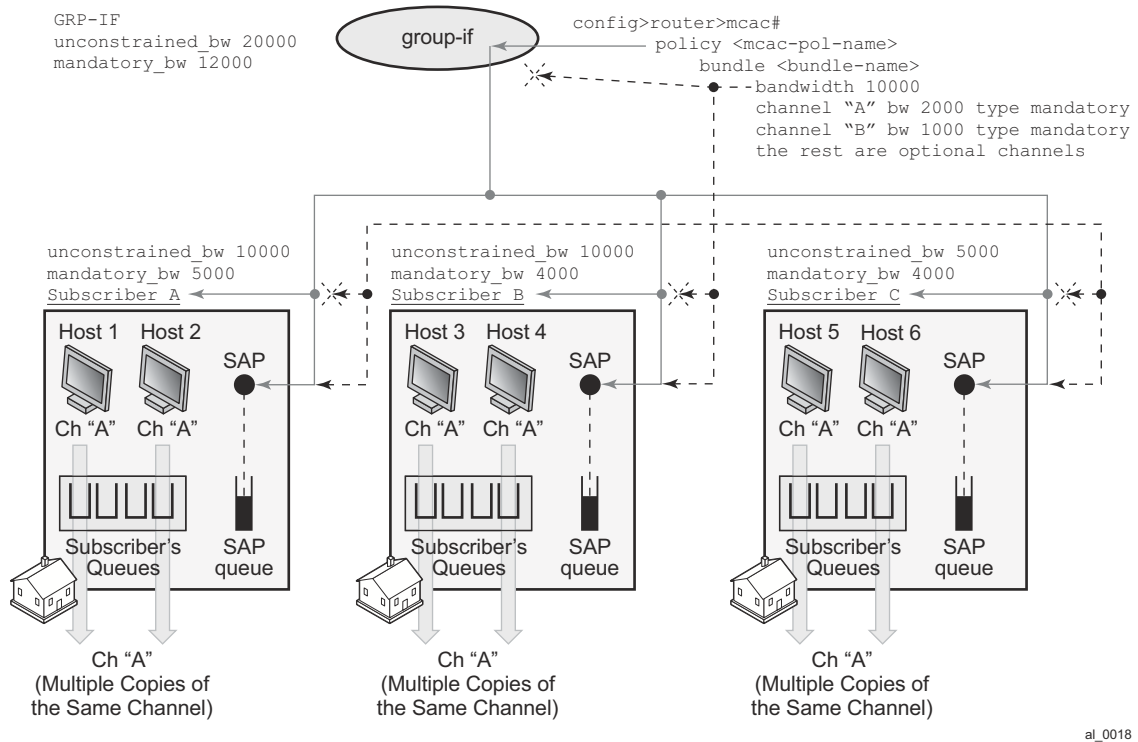 GRP-IF
unconstrained_bw 20000
mandatory_bw 12000
group-if
config>router>mcac#
policy <mcac-pol-name>
bundle <bundle-name>
bandwidth 10000
channel “A” bw 2000 type mandatory
channel “B” bw 1000 type mandatory
the rest are optional channels
unconstrained_bw 10000
mandatory_bw 5000
Subscriber A
Host 1 Host 2
SAP
Ch “A” Ch “A”
Subscriber's
Queues
SAP
queue
Ch “A”
(Multiple Copies of
the Same Channel)
unconstrained_bw 10000
mandatory_bw 4000
Subscriber B
Host 3 Host 4
SAP
Ch “A” Ch “A”
Subscriber's
Queues
SAP
queue
Ch “A”
(Multiple Copies of
the Same Channel)
unconstrained_bw 5000
mandatory_bw 4000
Subscriber C
Host 5 Host 6
SAP
Ch “A” Ch “A”
Subscriber's
Queues
SAP
queue
Ch “A”
(Multiple Copies of
the Same Channel)
al_0018